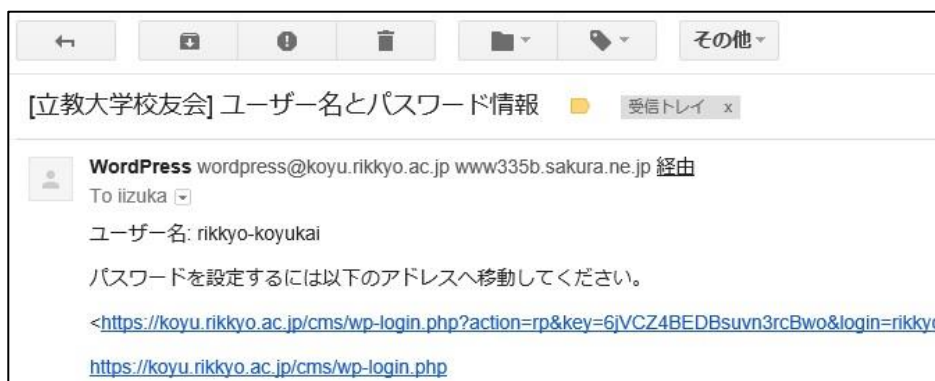 その他
[立教大学校友会] ユーザー名とパスワード情報 受信トレイ x
WordPress wordpress@koyu.rikkyo.ac.jp www335b.sakura.ne.jp 経由
To iizuka
ユーザー名: rikkyo-koyukai
パスワードを設定するには以下のアドレスへ移動してください。
<https://koyu.rikkyo.ac.jp/cms/wp-login.php?action=rp&key=6jVCZ4BEDBsuvn3rcBwo&login=rikkyo
https://koyu.rikkyo.ac.jp/cms/wp-login.php